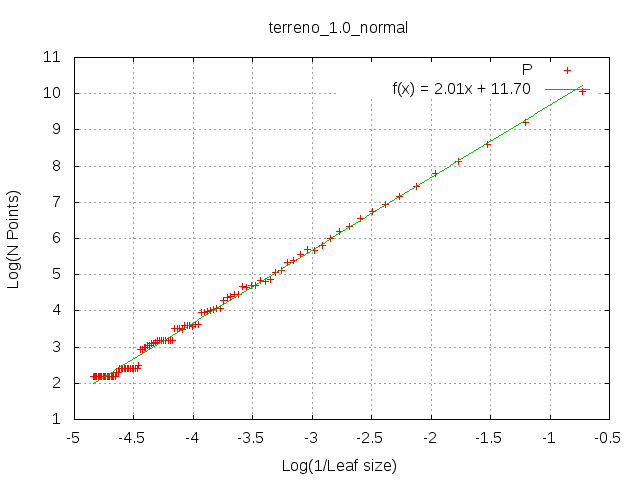 terreno_1.0_normal
P
f(x) = 2.01x + 11.70
11
10
9
8
7
6
5
4
3
2
1
Log(N Points)
-5 -4.5 -4 -3.5 -3 -2.5 -2 -1.5 -1 -0.5
Log(1/Leaf size)